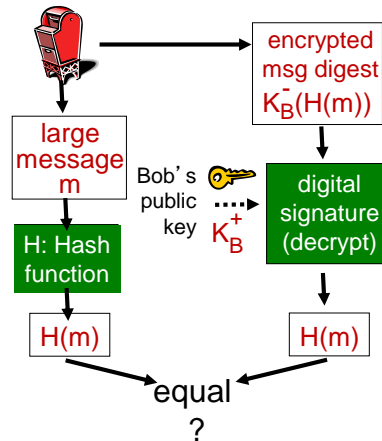 encrypted
msg digest
K_B^-(H(m))
large
message
m
Bob's
public
key
K_B^+
digital
signature
(decrypt)
H: Hash
function
H(m)
H(m)
equal
?